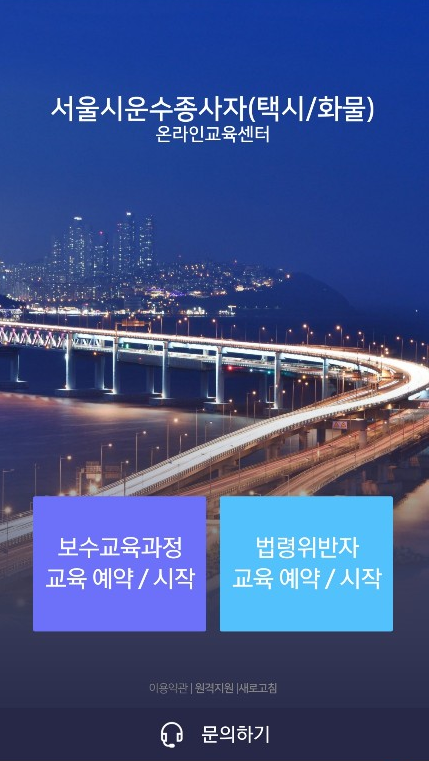 서울시운수종사자(택시/화물)
온라인교육센터
보수교육과정
교육 예약 / 시작
법령위반자
교육 예약 / 시작
이용약관 | 원격지원 |새로고침
문의하기